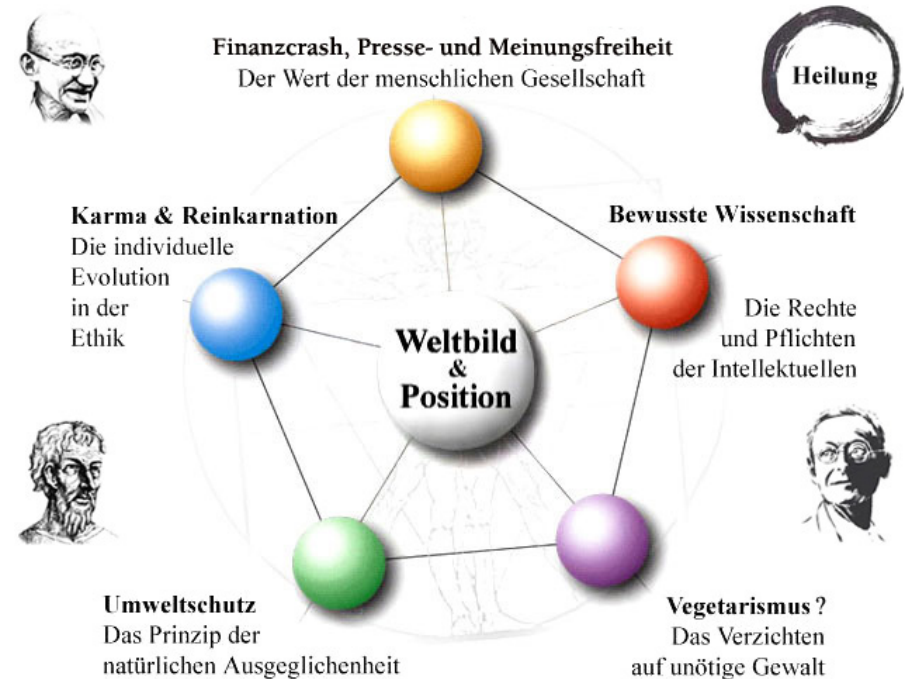 Finanzcrash, Presse- und Meinungsfreiheit
Der Wert der menschlichen Gesellschaft
Heilung
Karma & Reinkarnation
Die individuelle
Evolution
in der
Ethik
Bewusste Wissenschaft
Die Rechte
und Pflichten
der Intellektuellen
Weltbild
&
Position
Umweltschutz
Das Prinzip der
natürlichen Ausgeglichenheit
Vegetarismus ?
Das Verzichten
auf unötige Gewalt